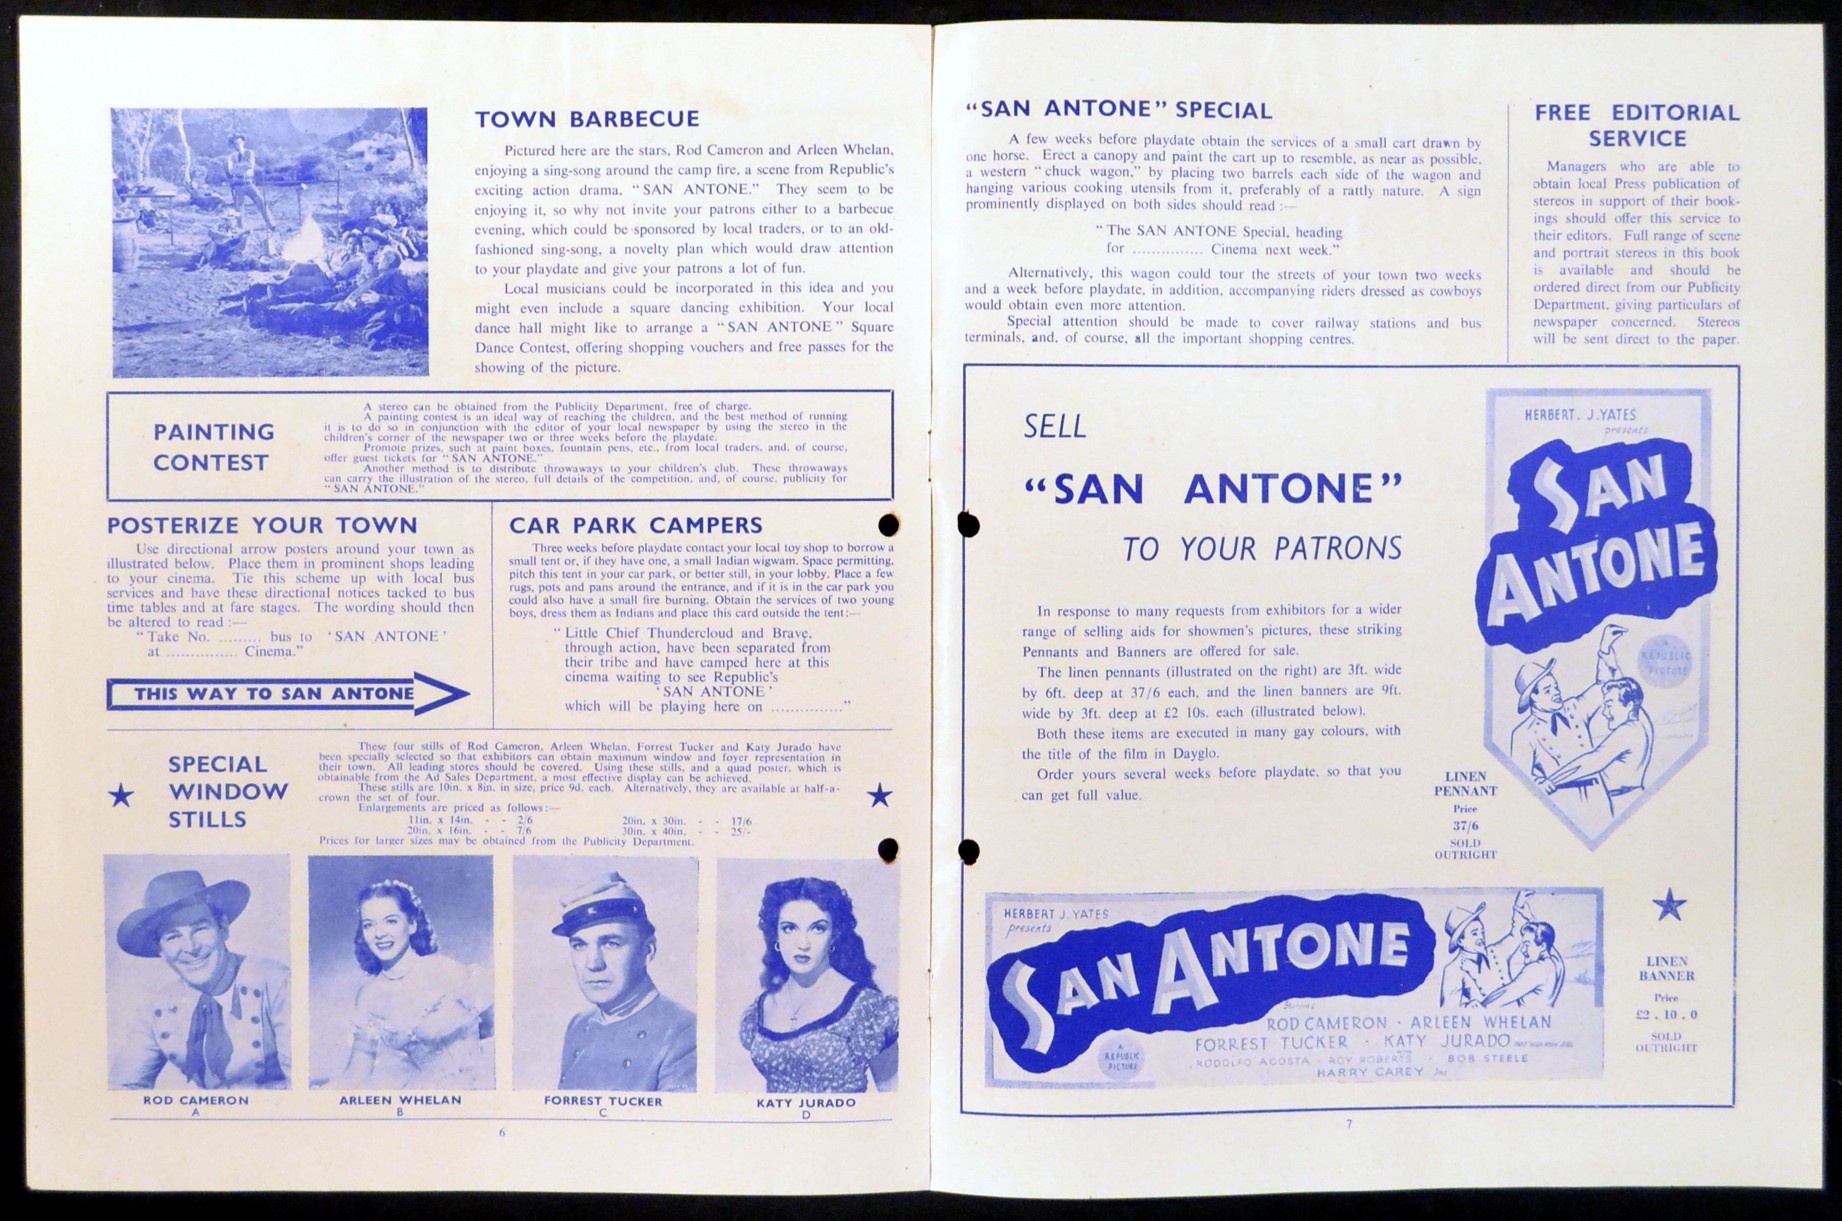 TOWN BARBECUE
Pictured here are the stars, Rod Cameron and Arleen Whelan,
enjoying a sing-song around the camp fire, a scene from Republic's
exciting action drama, "SAN ANTONE." They seem to be
enjoying it, so why not invite your patrons either to a barbecue
evening, which could be sponsored by local traders, or to an old-
fashioned sing-song, a novelty plan which would draw attention
to your playdate and give your patrons a lot of fun.
Local musicians could be incorporated in this idea and you
might even include a square dancing exhibition. Your local
dance hall might like to arrange a "SAN ANTONE" Square
Dance Contest, offering shopping vouchers and free passes for the
showing of the picture.
PAINTING
CONTEST
A stereo can be obtained from the Publicity Department, free of charge.
A painting contest is an ideal way of reaching the children, and the best method of running
it is to do so in conjunction with the editor of your local newspaper by using the stereo in the
children's corner of the newspaper two or three weeks before the playdate.
Promote prizes, such as paint boxes, fountain pens, etc., from local traders, and, of course,
offer guest tickets for "SAN ANTONE."
Another method is to distribute throwaways to your children's club. These throwaways
can carry the illustration of the stereo, full details of the competition, and, of course, publicity for
"SAN ANTONE."
POSTERIZE YOUR TOWN
Use directional arrow posters around your town as
illustrated below. Place them in prominent shops leading
to your cinema. Tie this scheme up with local bus
services and have these directional notices tacked to bus
time tables and at fare stages. The wording should then
be altered to read :—
"Take No. ......... bus to 'SAN ANTONE'
at ............... Cinema."
THIS WAY TO SAN ANTONE
CAR PARK CAMPERS
Three weeks before playdate contact your local toy shop to borrow a
small tent or, if they have one, a small Indian wigwam. Space permitting,
pitch this tent in your car park, or better still, in your lobby. Place a few
rugs, pots and pans around the entrance, and if it is in the car park you
could also have a small fire burning. Obtain the services of two young
boys, dress them as Indians and place this card outside the tent:—
"Little Chief Thundercloud and Brave,
through action, have been separated from
their tribe and have camped here at this
cinema waiting to see Republic's
'SAN ANTONE'
which will be playing here on ..............."
SPECIAL
WINDOW
STILLS
These four stills of Rod Cameron, Arleen Whelan, Forrest Tucker and Katy Jurado have
been specially selected so that exhibitors can obtain maximum window and foyer representation in
their town. All leading stores should be covered. Using these stills, and a quad poster, which is
obtainable from the Ad Sales Department, a most effective display can be achieved.
These stills are 10in. x 8in. in size, price 9d. each. Alternatively, they are available at half-a-
crown the set of four.
Enlargements are priced as follows:—
11in. x 14in. - - 2/6 20in. x 30in. - - 17/6
20in. x 16in. - - 7/6 30in. x 40in. - - 25/-
Prices for larger sizes may be obtained from the Publicity Department.
ROD CAMERON
A
ARLEEN WHELAN
B
FORREST TUCKER
C
KATY JURADO
D
6
"SAN ANTONE" SPECIAL
A few weeks before playdate obtain the services of a small cart drawn by
one horse. Erect a canopy and paint the cart up to resemble, as near as possible,
a western "chuck wagon," by placing two barrels each side of the wagon and
hanging various cooking utensils from it, preferably of a rattly nature. A sign
prominently displayed on both sides should read :—
"The SAN ANTONE Special, heading
for ............... Cinema next week."
Alternatively, this wagon could tour the streets of your town two weeks
and a week before playdate, in addition, accompanying riders dressed as cowboys
would obtain even more attention.
Special attention should be made to cover railway stations and bus
terminals, and, of course, all the important shopping centres.
FREE EDITORIAL
SERVICE
Managers who are able to
obtain local Press publication of
stereos in support of their book-
ings should offer this service to
their editors. Full range of scene
and portrait stereos in this book
is available and should be
ordered direct from our Publicity
Department, giving particulars of
newspaper concerned. Stereos
will be sent direct to the paper.
SELL
"SAN ANTONE"
TO YOUR PATRONS
In response to many requests from exhibitors for a wider
range of selling aids for showmen's pictures, these striking
Pennants and Banners are offered for sale.
The linen pennants (illustrated on the right) are 3ft. wide
by 6ft. deep at 37/6 each, and the linen banners are 9ft.
wide by 3ft. deep at £2 10s. each (illustrated below).
Both these items are executed in many gay colours, with
the title of the film in Dayglo.
Order yours several weeks before playdate, so that you
can get full value.
HERBERT. J. YATES
presents
SAN
ANTONE
A
REPUBLIC
PICTURE
LINEN
PENNANT
Price
37/6
SOLD
OUTRIGHT
HERBERT J. YATES
presents
SAN ANTONE
Starring
ROD CAMERON · ARLEEN WHELAN
FORREST TUCKER · KATY JURADO
with
RODOLFO ACOSTA · ROY ROBERTS · BOB STEELE
HARRY CAREY Jnr
A
REPUBLIC
PICTURE
LINEN
BANNER
Price
£2 . 10 . 0
SOLD
OUTRIGHT
7